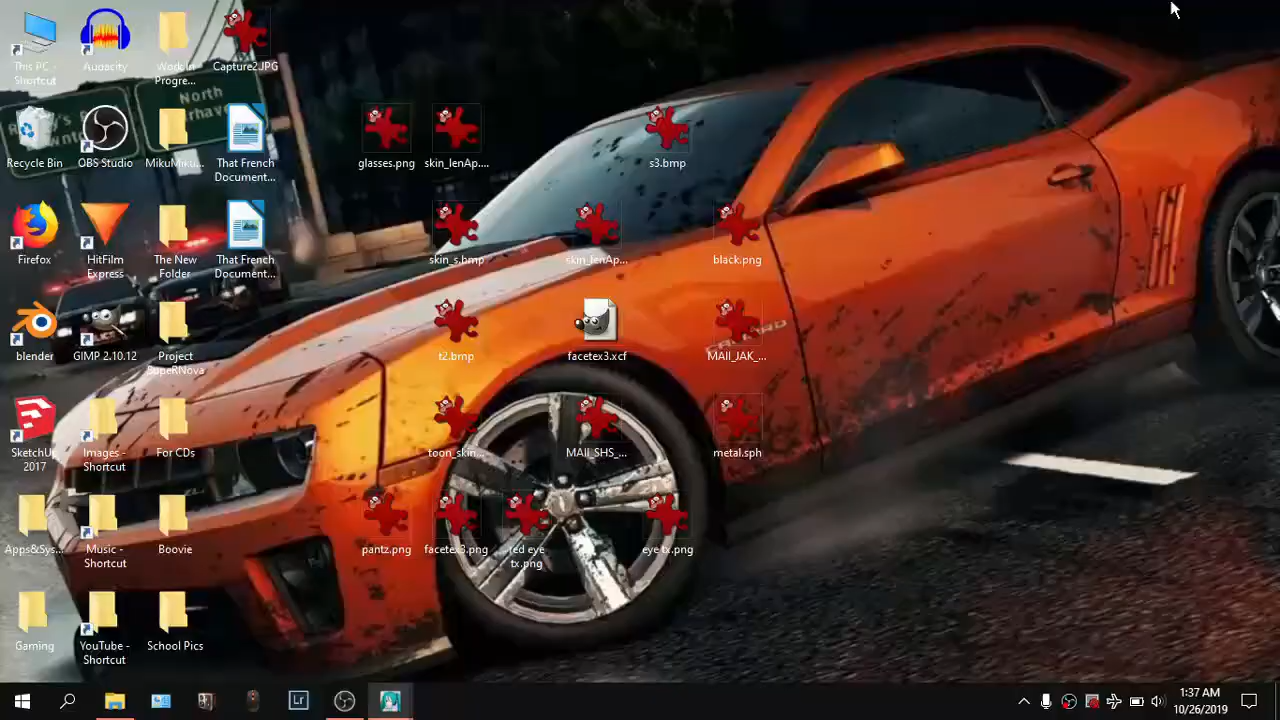 This PC -
Shortcut
Audacity
Work In
Progre...
Capture2.JPG
North
Recycle Bin
OBS Studio
MikuMiku...
That French
Document...
glasses.png
skin_lenAp....
s3.bmp
Firefox
HitFilm
Express
The New
Folder
That French
Document...
skin_s.bmp
skin_lenAp...
black.png
blender
GIMP 2.10.12
Project
SupeRNova
t2.bmp
facetex3.xcf
MAII_JAK_...
SketchUp
2017
Images -
Shortcut
For CDs
toon_skin...
MAII_SHS_...
metal.sph
Apps&Sys...
Music -
Shortcut
Boovie
pantz.png
facetex3.png
red eye
tx.png
eye tx.png
Gaming
YouTube -
Shortcut
School Pics
Lr
1:37 AM
10/26/2019